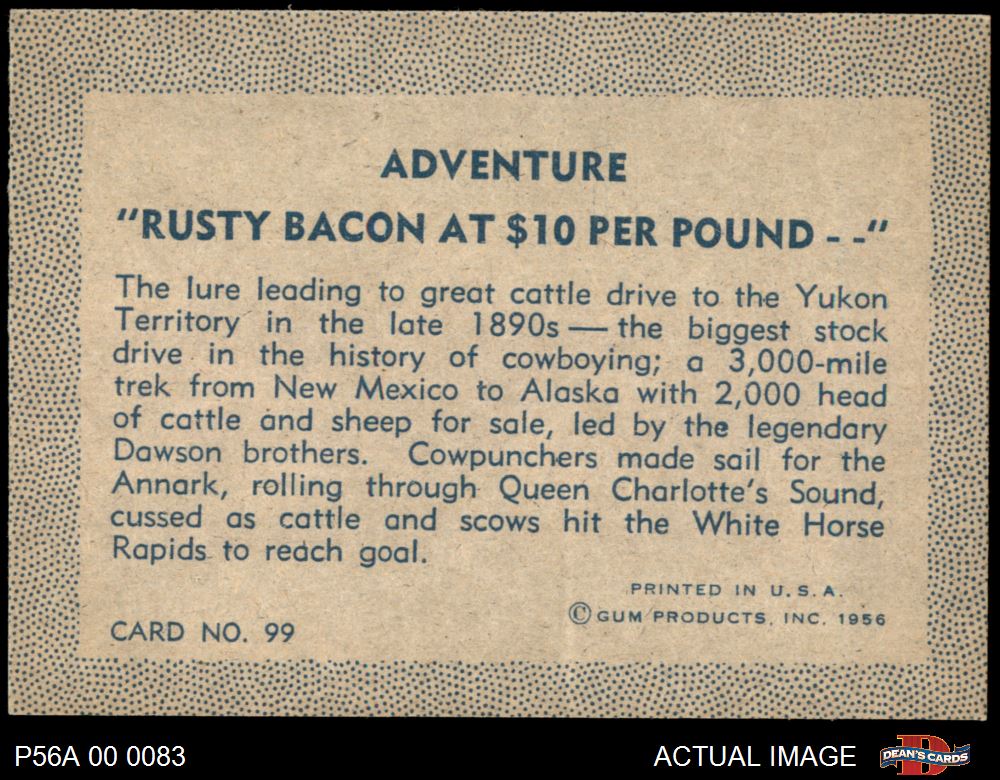 ADVENTURE
“RUSTY BACON AT $10 PER POUND - -“
The lure leading to great cattle drive to the Yukon
Territory in the late 1890s — the biggest stock
drive in the history of cowboying; a 3,000-mile
trek from New Mexico to Alaska with 2,000 head
of cattle and sheep for sale, led by the legendary
Dawson brothers. Cowpunchers made sail for the
Annark, rolling through Queen Charlotte's Sound,
cussed as cattle and scows hit the White Horse
Rapids to reach goal.
PRINTED IN U. S. A.
© GUM PRODUCTS, INC. 1956
CARD NO. 99
P56A 00 0083
ACTUAL IMAGE
DEAN'S CARDS